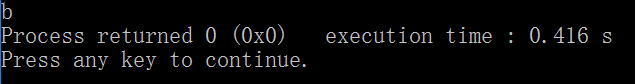 b
Process returned 0 (0x0)   execution time : 0.416 s
Press any key to continue.